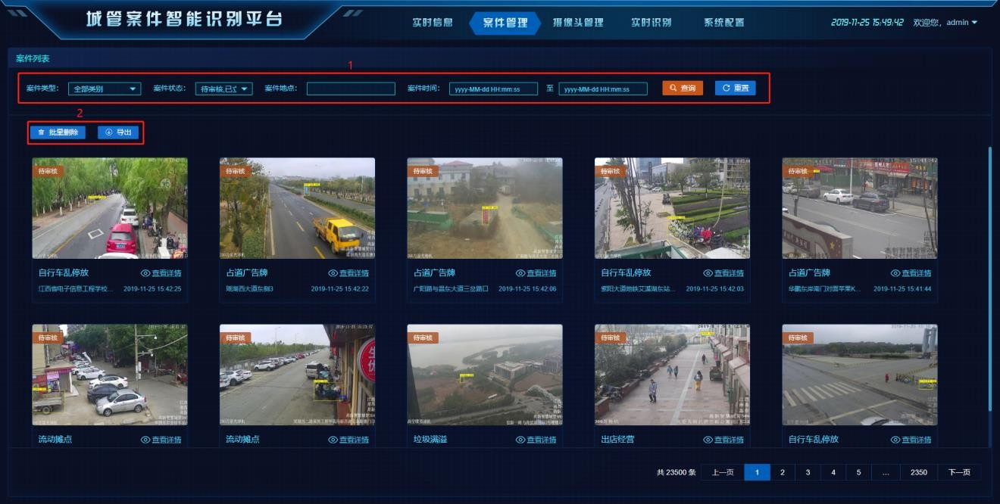 城管案件智能识别平台
实时信息 案件管理 摄像头管理 实时识别 系统配置
2019-11-25 15:49:42 欢迎您，admin
案件列表
1
案件类型： 全部类别 案件状态： 待审核,已立 案件地点： 案件时间： yyyy-MM-dd HH:mm:ss 至 yyyy-MM-dd HH:mm:ss 查询 重置
2
批量删除 导出
待审核 待审核 待审核 待审核 待审核
自行车乱停放 查看详情 占道广告牌 查看详情 占道广告牌 查看详情 自行车乱停放 查看详情 占道广告牌 查看详情
江西省电子信息工程学校... 2019-11-25 15:42:25 瑶湖西大道东侧3 2019-11-25 15:42:22 广阳路与昌东大道三岔路口 2019-11-25 15:42:06 紫阳大道地铁艾溪湖东站... 2019-11-25 15:42:03 华鹏东岸南门对面苹果K... 2019-11-25 15:41:44
待审核 待审核 待审核 待审核 待审核
流动摊点 查看详情 流动摊点 查看详情 垃圾满溢 查看详情 出店经营 查看详情 自行车乱停放 查看详情
共 23500 条 上一页 1 2 3 4 5 ... 2350 下一页